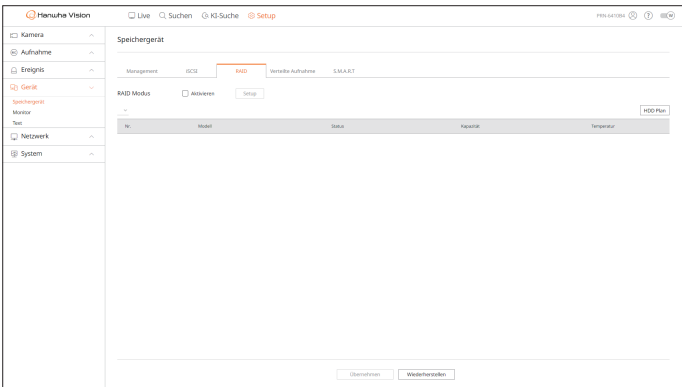 Hanwha Vision
Live Suchen KI-Suche Setup
PRN-6410B4
Kamera
Aufnahme
Ereignis
Gerät
Speichergerät
Monitor
Text
Netzwerk
System
Speichergerät
Management iSCSI RAID Verteilte Aufnahme S.M.A.R.T
RAID Modus Aktivieren Setup
HDD Plan
Nr. Modell Status Kapazität Temperatur
Übernehmen Wiederherstellen